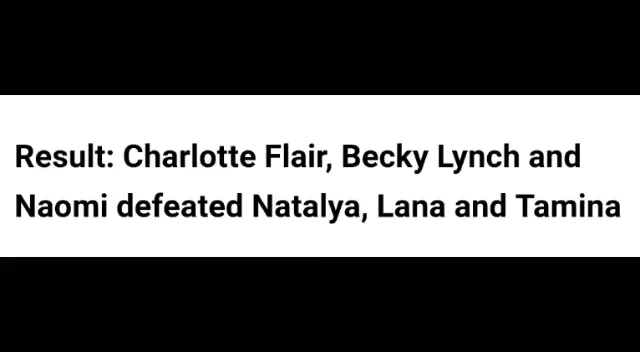 Result: Charlotte Flair, Becky Lynch and
Naomi defeated Natalya, Lana and Tamina